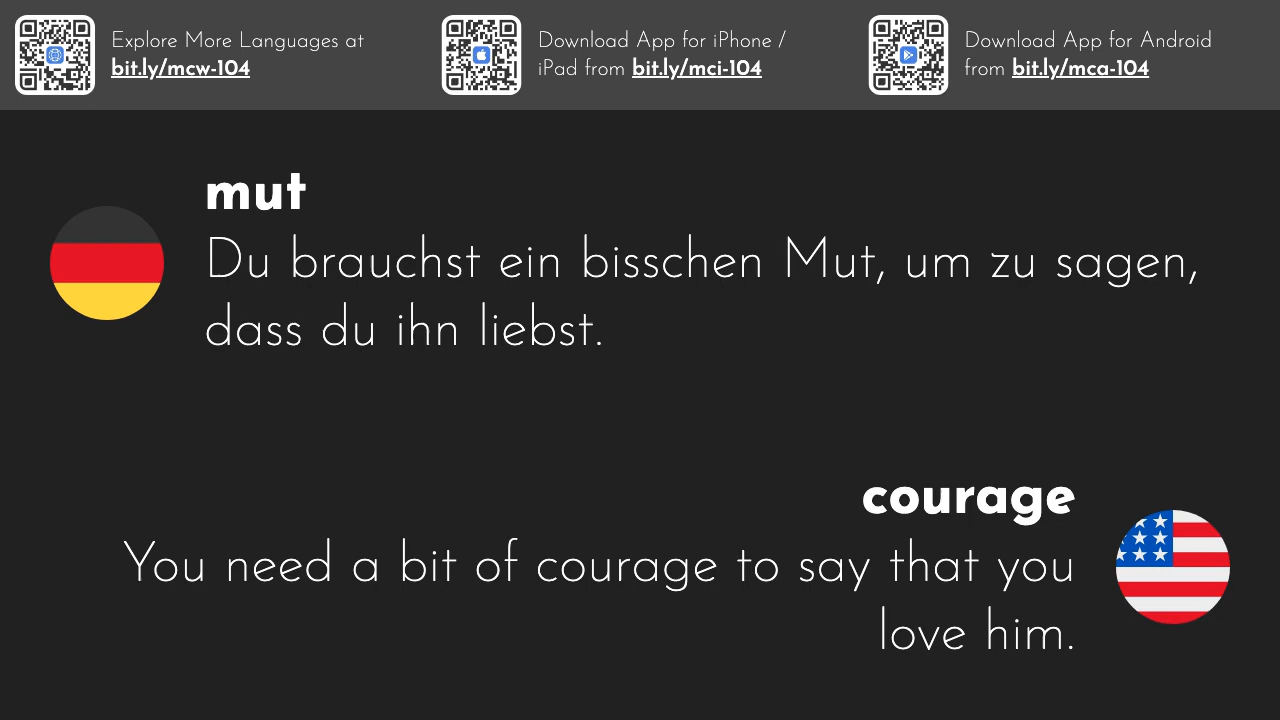 Explore More Languages at
bit.ly/mcw-104
Download App for iPhone /
iPad from bit.ly/mci-104
Download App for Android
from bit.ly/mca-104
mut
Du brauchst ein bisschen Mut, um zu sagen,
dass du ihn liebst.
courage
You need a bit of courage to say that you
love him.